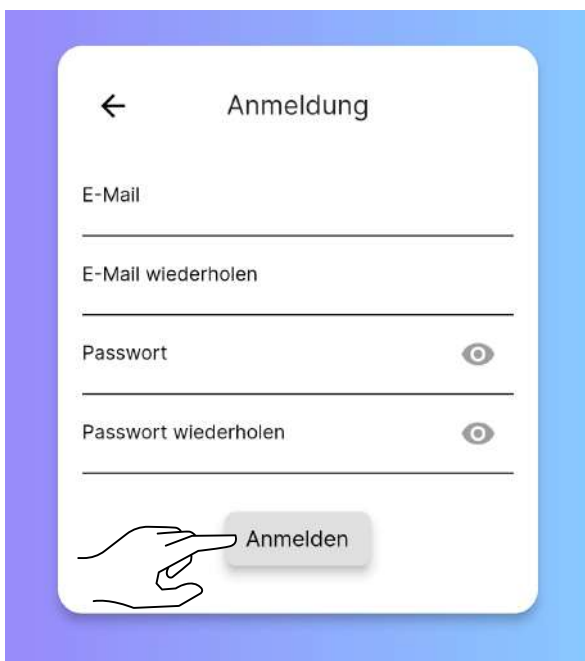 Anmeldung
E-Mail
E-Mail wiederholen
Passwort
Passwort wiederholen
Anmelden